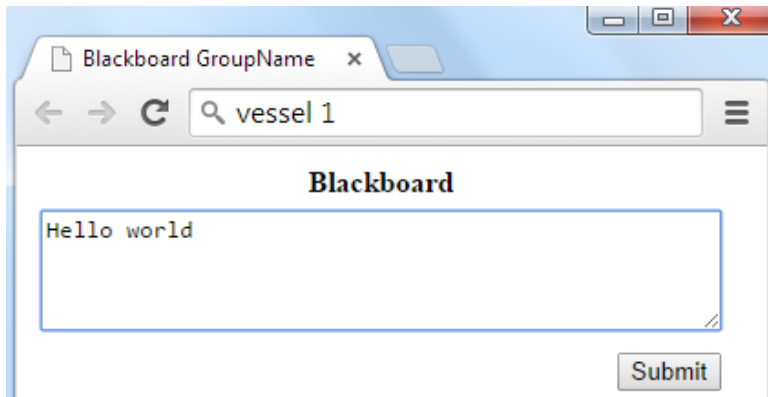 Blackboard GroupName
vessel 1
Blackboard
Hello world
Submit